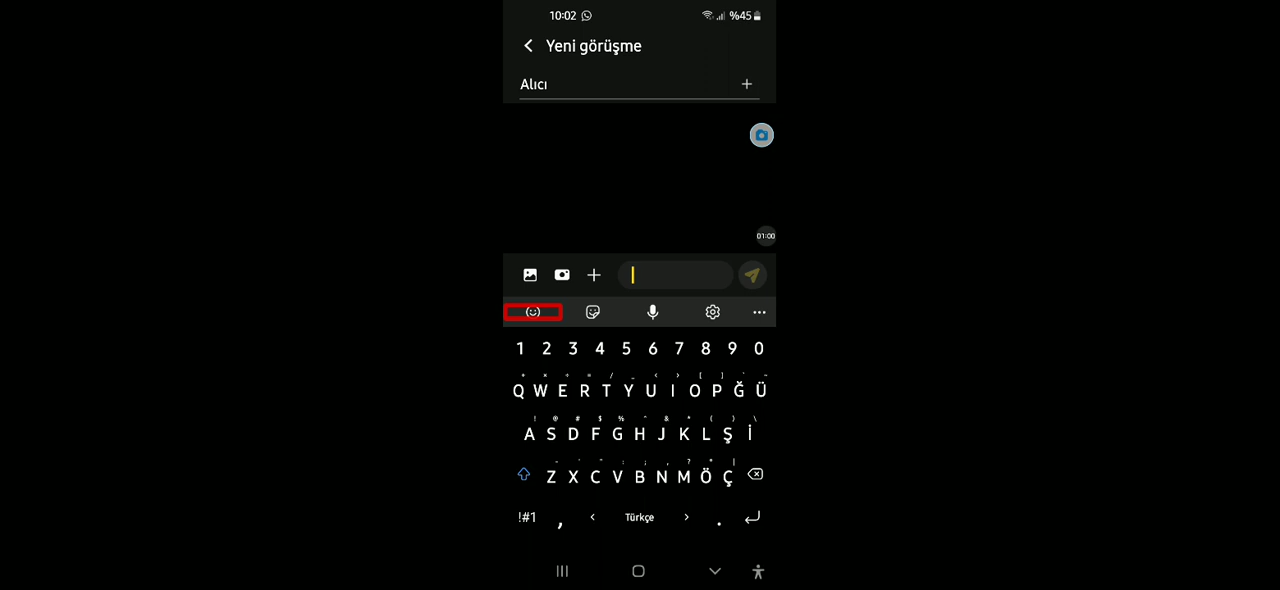 10:02 %45
Yeni görüşme
Alıcı
01:00
1 2 3 4 5 6 7 8 9 0
Q W E R T Y U I O P Ğ Ü
A S D F G H J K L Ş İ
Z X C V B N M Ö Ç
!#1 , < Türkçe > .